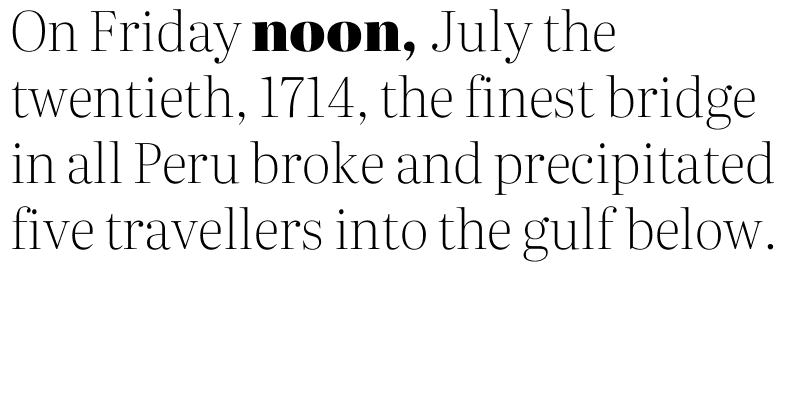 On Friday noon, July the
twentieth, 1714, the finest bridge
in all Peru broke and precipitated
five travellers into the gulf below.